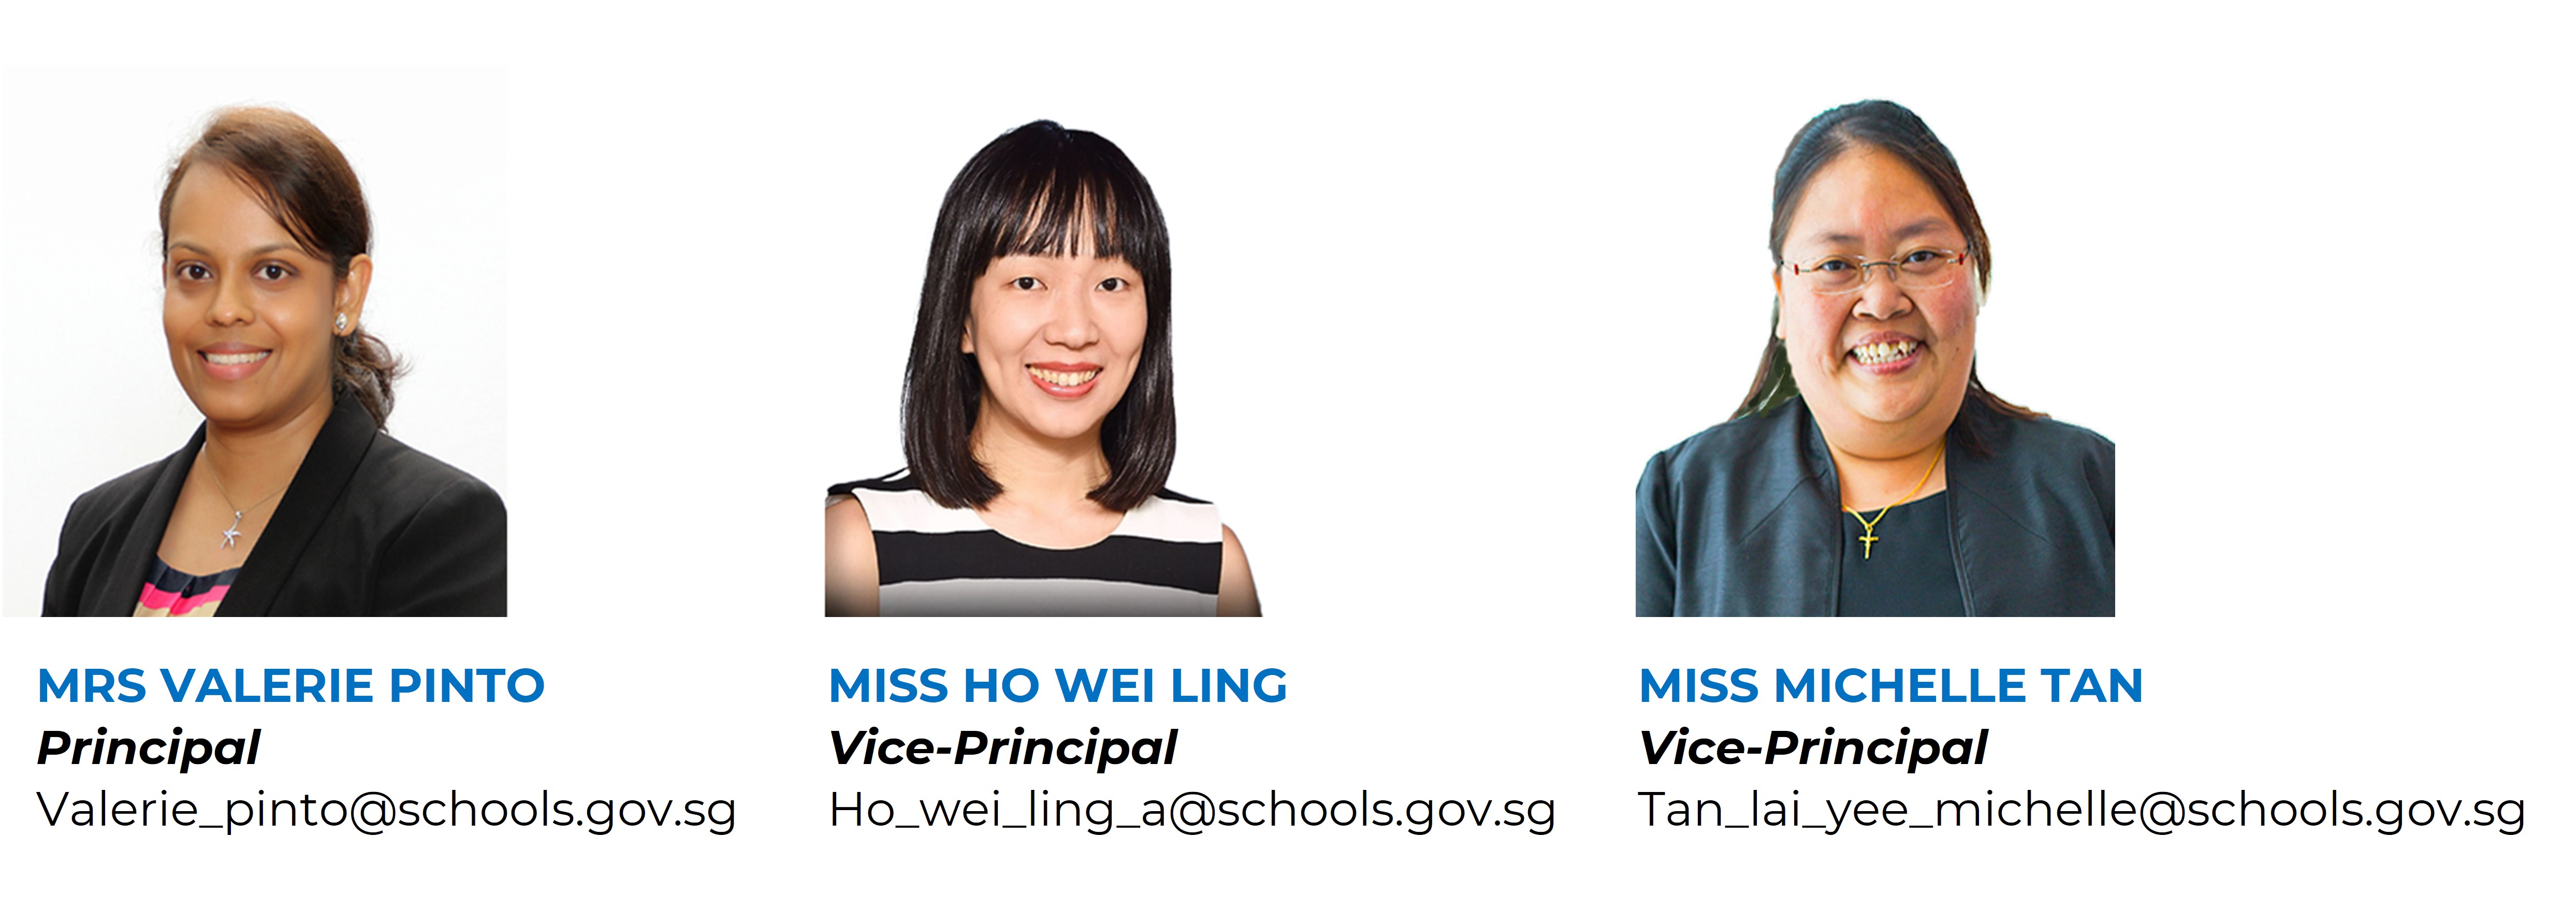 MRS VALERIE PINTO
Principal
Valerie_pinto@schools.gov.sg
MISS HO WEI LING
Vice-Principal
Ho_wei_ling_a@schools.gov.sg
MISS MICHELLE TAN
Vice-Principal
Tan_lai_yee_michelle@schools.gov.sg